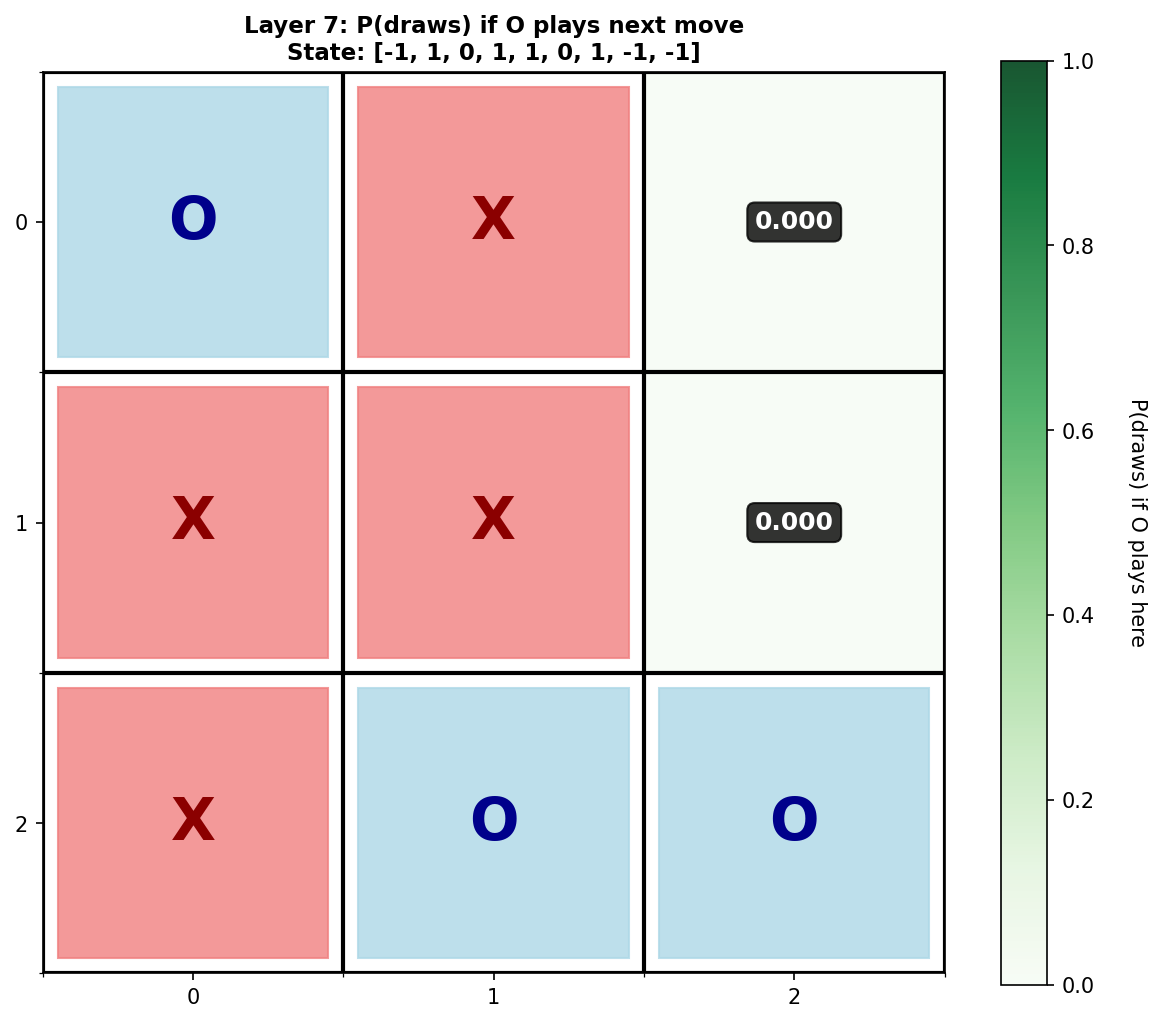 Layer 7: P(draws) if O plays next move
State: [-1, 1, 0, 1, 1, 0, 1, -1, -1]
O
X
0.000
X
X
0.000
X
O
O
0
1
2
0
1
2
1.0
0.8
0.6
0.4
0.2
0.0
P(draws) if O plays here